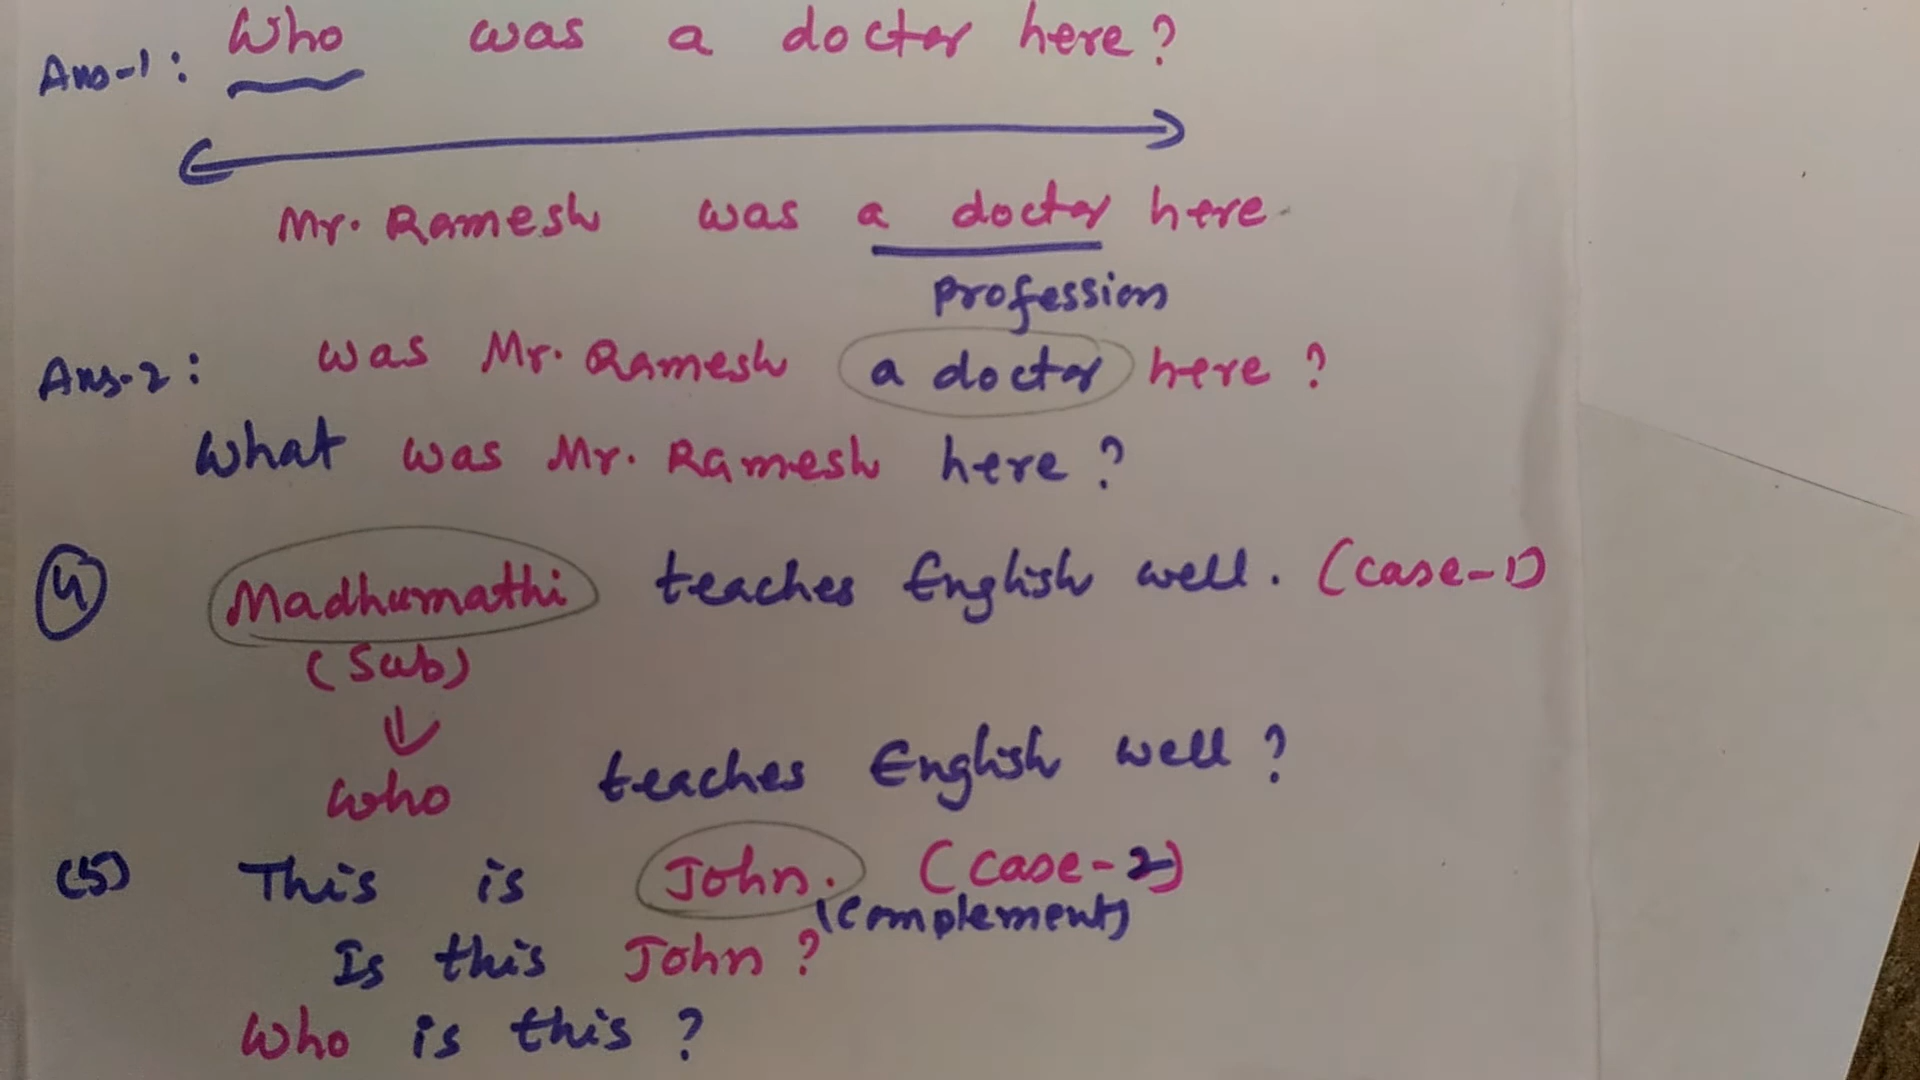 Ans-1: Who was a doctor here?
Mr. Ramesh was a doctor here.
Profession
Ans-2: was Mr. Ramesh a doctor here?
What was Mr. Ramesh here?
4 Madhumathi teaches English well. (case-1)
(Sub)
who teaches English well?
(5) This is John. (case-2)
(complement)
Is this John?
Who is this?